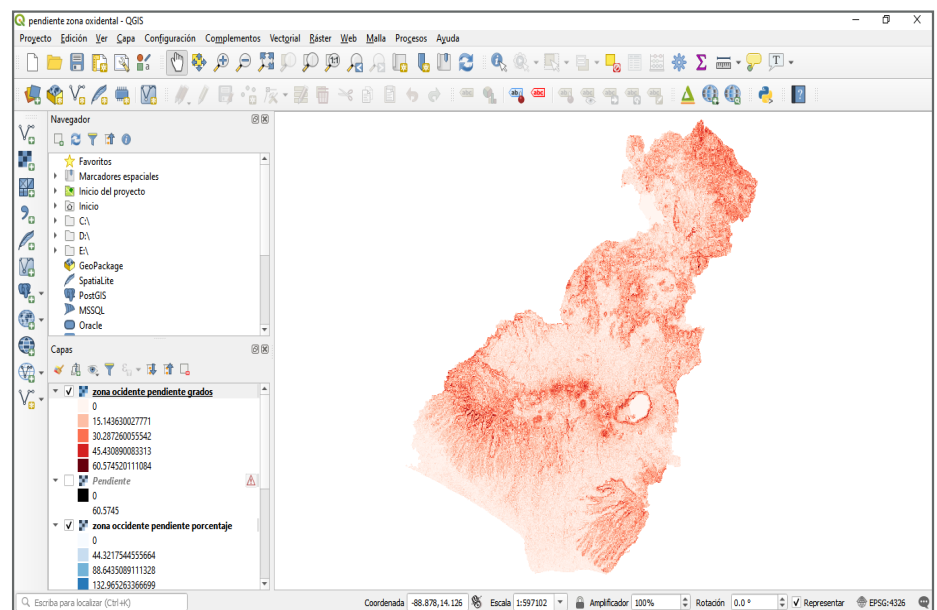 pendiente zona oxidental - QGIS
Proyecto Edición Ver Capa Configuración Complementos Vectorial Ráster Web Malla Procesos Ayuda
Navegador
Favoritos
Marcadores espaciales
Inicio del proyecto
Inicio
C:\
D:\
E:\
GeoPackage
SpatiaLite
PostGIS
MSSQL
Oracle
Capas
zona ocidente pendiente grados
0
15.143630027771
30.287260055542
45.430890083313
60.574520111084
Pendiente
0
60.5745
zona occidente pendiente porcentaje
0
44.3217544555664
88.6435089111328
132.965263366699
Escriba para localizar (Ctrl+K) Coordenada -88.878,14.126 Escala 1:597102 Amplificador 100% Rotación 0.0 ° Representar EPSG:4326